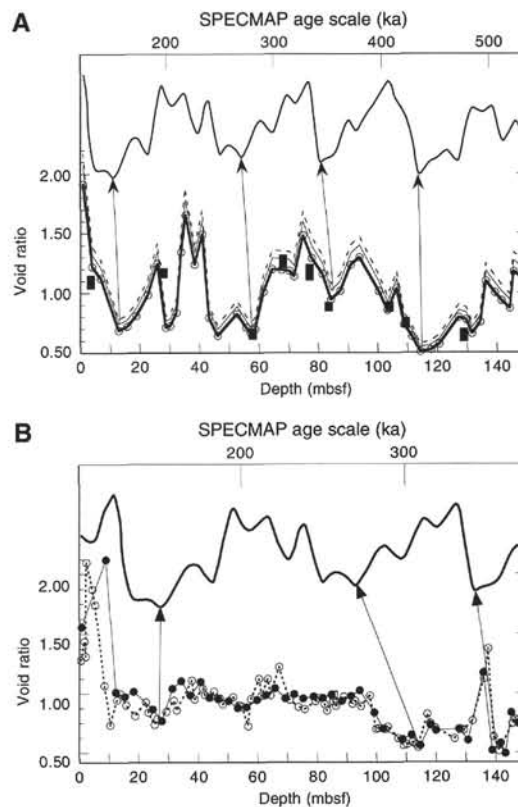 A
SPECMAP age scale (ka)
200 300 400 500
Void ratio
2.00
1.50
1.00
0.50
0 20 40 60 80 100 120 140
Depth (mbsf)
B
SPECMAP age scale (ka)
200 300
Void ratio
2.00
1.50
1.00
0.50
0 20 40 60 80 100 120 140
Depth (mbsf)